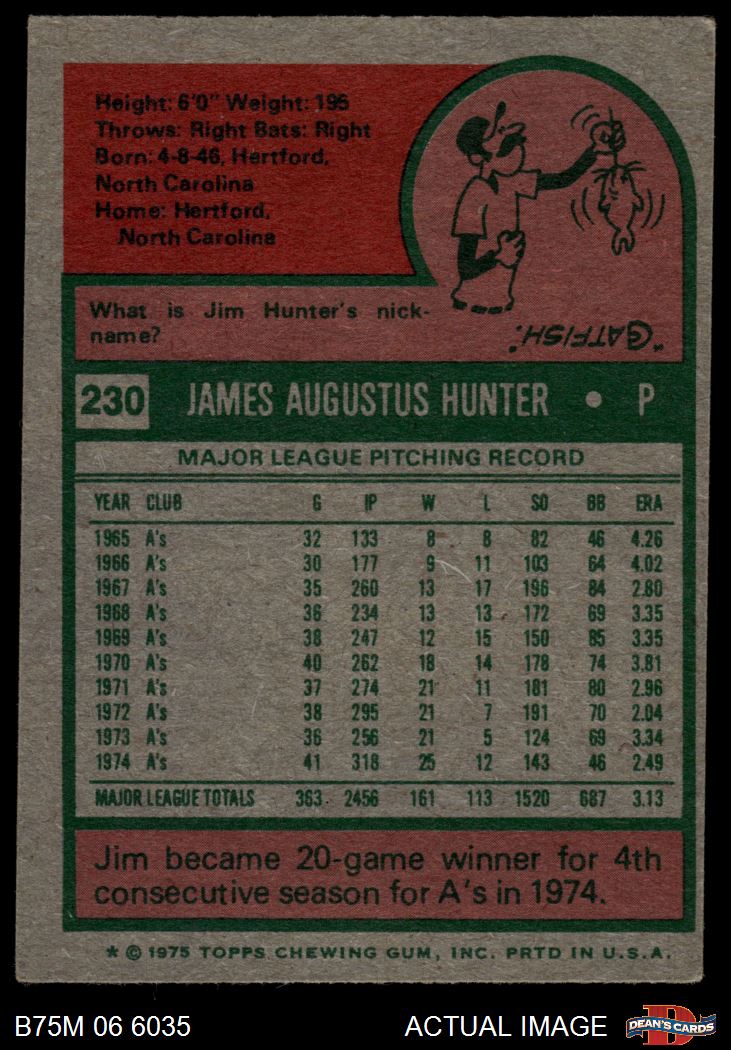 Height: 6'0" Weight: 195
Throws: Right Bats: Right
Born: 4-8-46, Hertford,
North Carolina
Home: Hertford,
North Carolina
What is Jim Hunter's nick-
name?
"CATFISH".
230 JAMES AUGUSTUS HUNTER • P
MAJOR LEAGUE PITCHING RECORD
YEAR CLUB G IP W L SO BB ERA
1965 A's 32 133 8 8 82 46 4.26
1966 A's 30 177 9 11 103 64 4.02
1967 A's 35 260 13 17 196 84 2.80
1968 A's 36 234 13 13 172 69 3.35
1969 A's 38 247 12 15 150 85 3.35
1970 A's 40 262 18 14 178 74 3.81
1971 A's 37 274 21 11 181 80 2.96
1972 A's 38 295 21 7 191 70 2.04
1973 A's 36 256 21 5 124 69 3.34
1974 A's 41 318 25 12 143 46 2.49
MAJOR LEAGUE TOTALS 363 2456 161 113 1520 687 3.13
Jim became 20-game winner for 4th
consecutive season for A's in 1974.
* © 1975 TOPPS CHEWING GUM, INC. PRTD IN U.S.A.
B75M 06 6035 ACTUAL IMAGE D DEAN'S CARDS